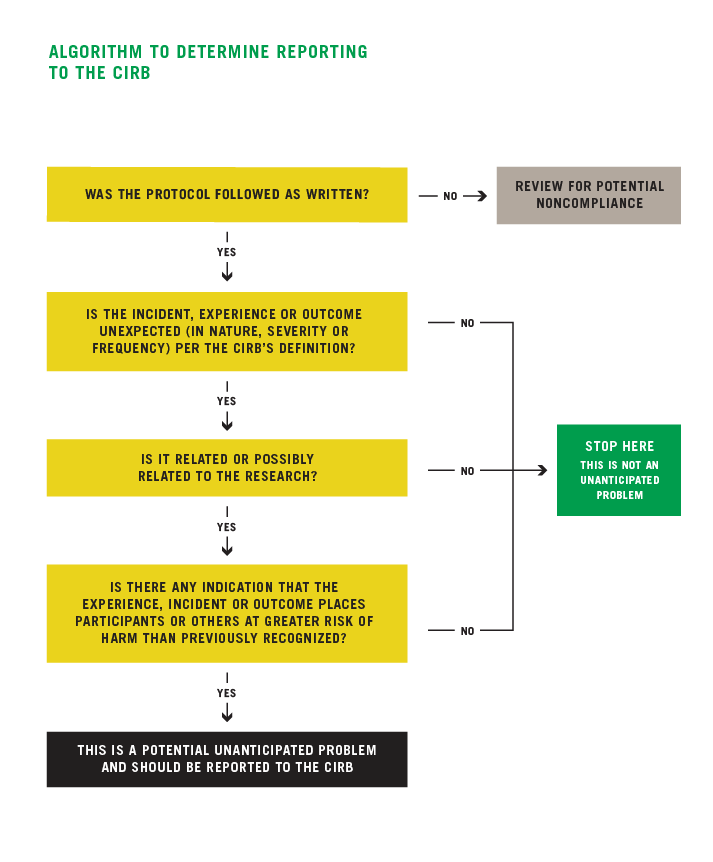 ALGORITHM TO DETERMINE REPORTING
TO THE CIRB
WAS THE PROTOCOL FOLLOWED AS WRITTEN?
NO
REVIEW FOR POTENTIAL
NONCOMPLIANCE
YES
IS THE INCIDENT, EXPERIENCE OR OUTCOME
UNEXPECTED (IN NATURE, SEVERITY OR
FREQUENCY) PER THE CIRB'S DEFINITION?
NO
YES
IS IT RELATED OR POSSIBLY
RELATED TO THE RESEARCH?
NO
STOP HERE
THIS IS NOT AN
UNANTICIPATED
PROBLEM
YES
IS THERE ANY INDICATION THAT THE
EXPERIENCE, INCIDENT OR OUTCOME PLACES
PARTICIPANTS OR OTHERS AT GREATER RISK OF
HARM THAN PREVIOUSLY RECOGNIZED?
NO
YES
THIS IS A POTENTIAL UNANTICIPATED PROBLEM
AND SHOULD BE REPORTED TO THE CIRB